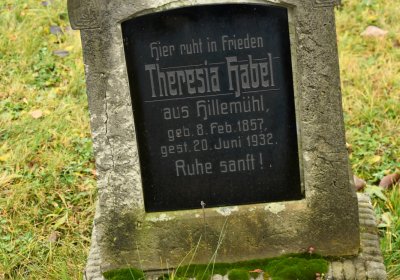 Hier ruht in Frieden
Theresia Habel
aus Hillemühl,
geb. 8. Feb. 1857,
gest. 20. Juni 1932.
Ruhe sanft!